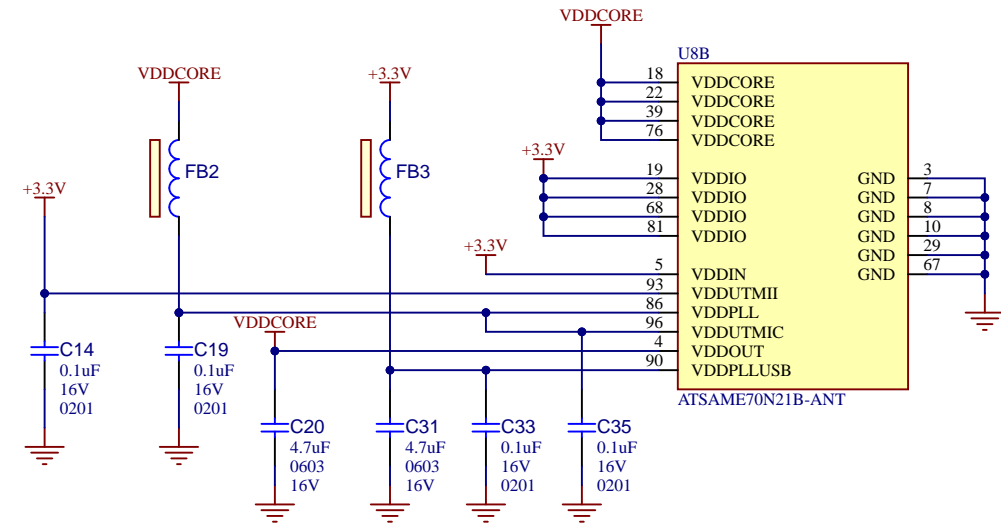 VDDCORE
U8B
18 VDDCORE
22 VDDCORE
39 VDDCORE
76 VDDCORE
+3.3V
19 VDDIO
28 VDDIO
68 VDDIO
81 VDDIO
+3.3V
5 VDDIN
93 VDDUTMII
86 VDDPLL
96 VDDUTMIC
4 VDDOUT
90 VDDPLLUSB
GND 3
GND 7
GND 8
GND 10
GND 29
GND 67
ATSAME70N21B-ANT
VDDCORE
FB2
+3.3V
FB3
+3.3V
C14
0.1uF
16V
0201
C19
0.1uF
16V
0201
VDDCORE
C20
4.7uF
0603
16V
C31
4.7uF
0603
16V
C33
0.1uF
16V
0201
C35
0.1uF
16V
0201